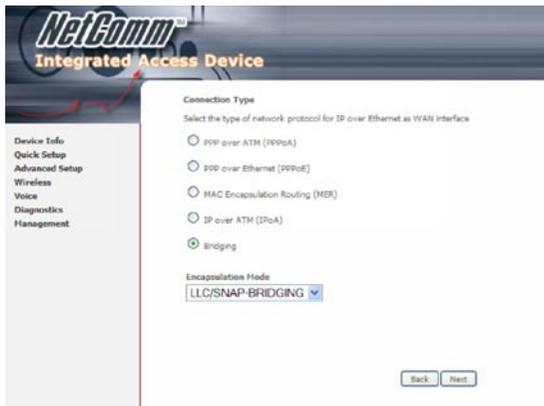 NetComm™
Integrated Access Device
Device Info
Quick Setup
Advanced Setup
Wireless
Voice
Diagnostics
Management
Connection Type
Select the type of network protocol for IP over Ethernet as WAN interface
PPP over ATM (PPPoA)
PPP over Ethernet (PPPoE)
MAC Encapsulation Routing (MER)
IP over ATM (IPoA)
Bridging
Encapsulation Mode
LLC/SNAP-BRIDGING
Back Next